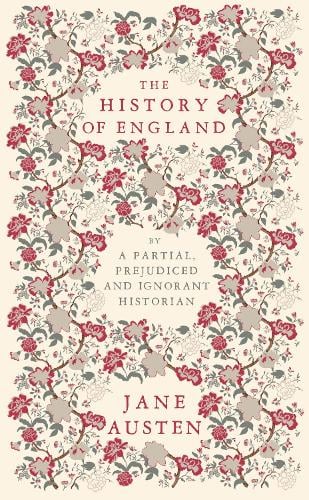 THE
HISTORY
OF ENGLAND
BY
A PARTIAL,
PREJUDICED
AND IGNORANT
HISTORIAN
JANE
AUSTEN